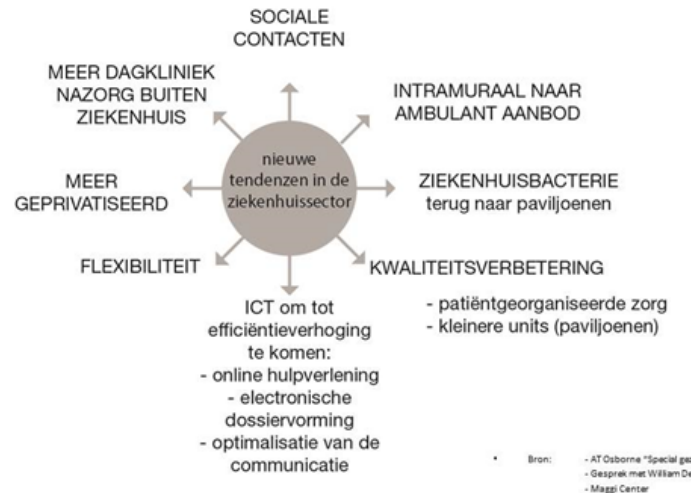 SOCIALE
CONTACTEN
MEER DAGKLINIEK
NAZORG BUITEN
ZIEKENHUIS
INTRAMURAAL NAAR
AMBULANT AANBOD
nieuwe
tendenzen in de
ziekenhuissector
MEER
GEPRIVATISEERD
ZIEKENHUISBACTERIE
terug naar paviljoenen
FLEXIBILITEIT
KWALITEITSVERBETERING
- patiëntgeorganiseerde zorg
- kleinere units (paviljoenen)
ICT om tot
efficiëntieverhoging
te komen:
- online hulpverlening
- electronische
dossiervorming
- optimalisatie van de
communicatie
• Bron: - AT Osborne "Special
- Gesprek met William
- Maggi Center